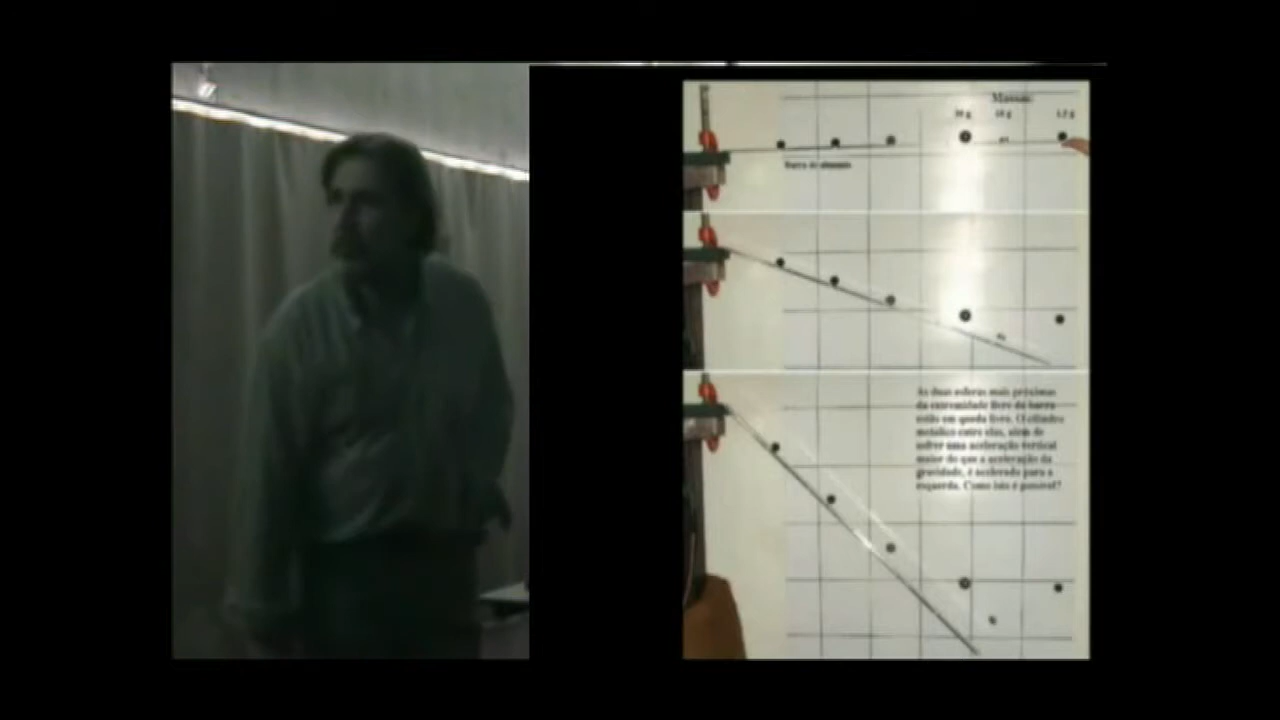 Massas:
30 g 10 g 1,5 g
Barra de alumínio
As duas esferas mais próximas
da extremidade livre da barra
estão em queda livre. O cilindro
metálico entre elas, além de
sofrer uma aceleração vertical
maior do que a aceleração da
gravidade, é acelerado para a
esquerda. Como isto é possível?